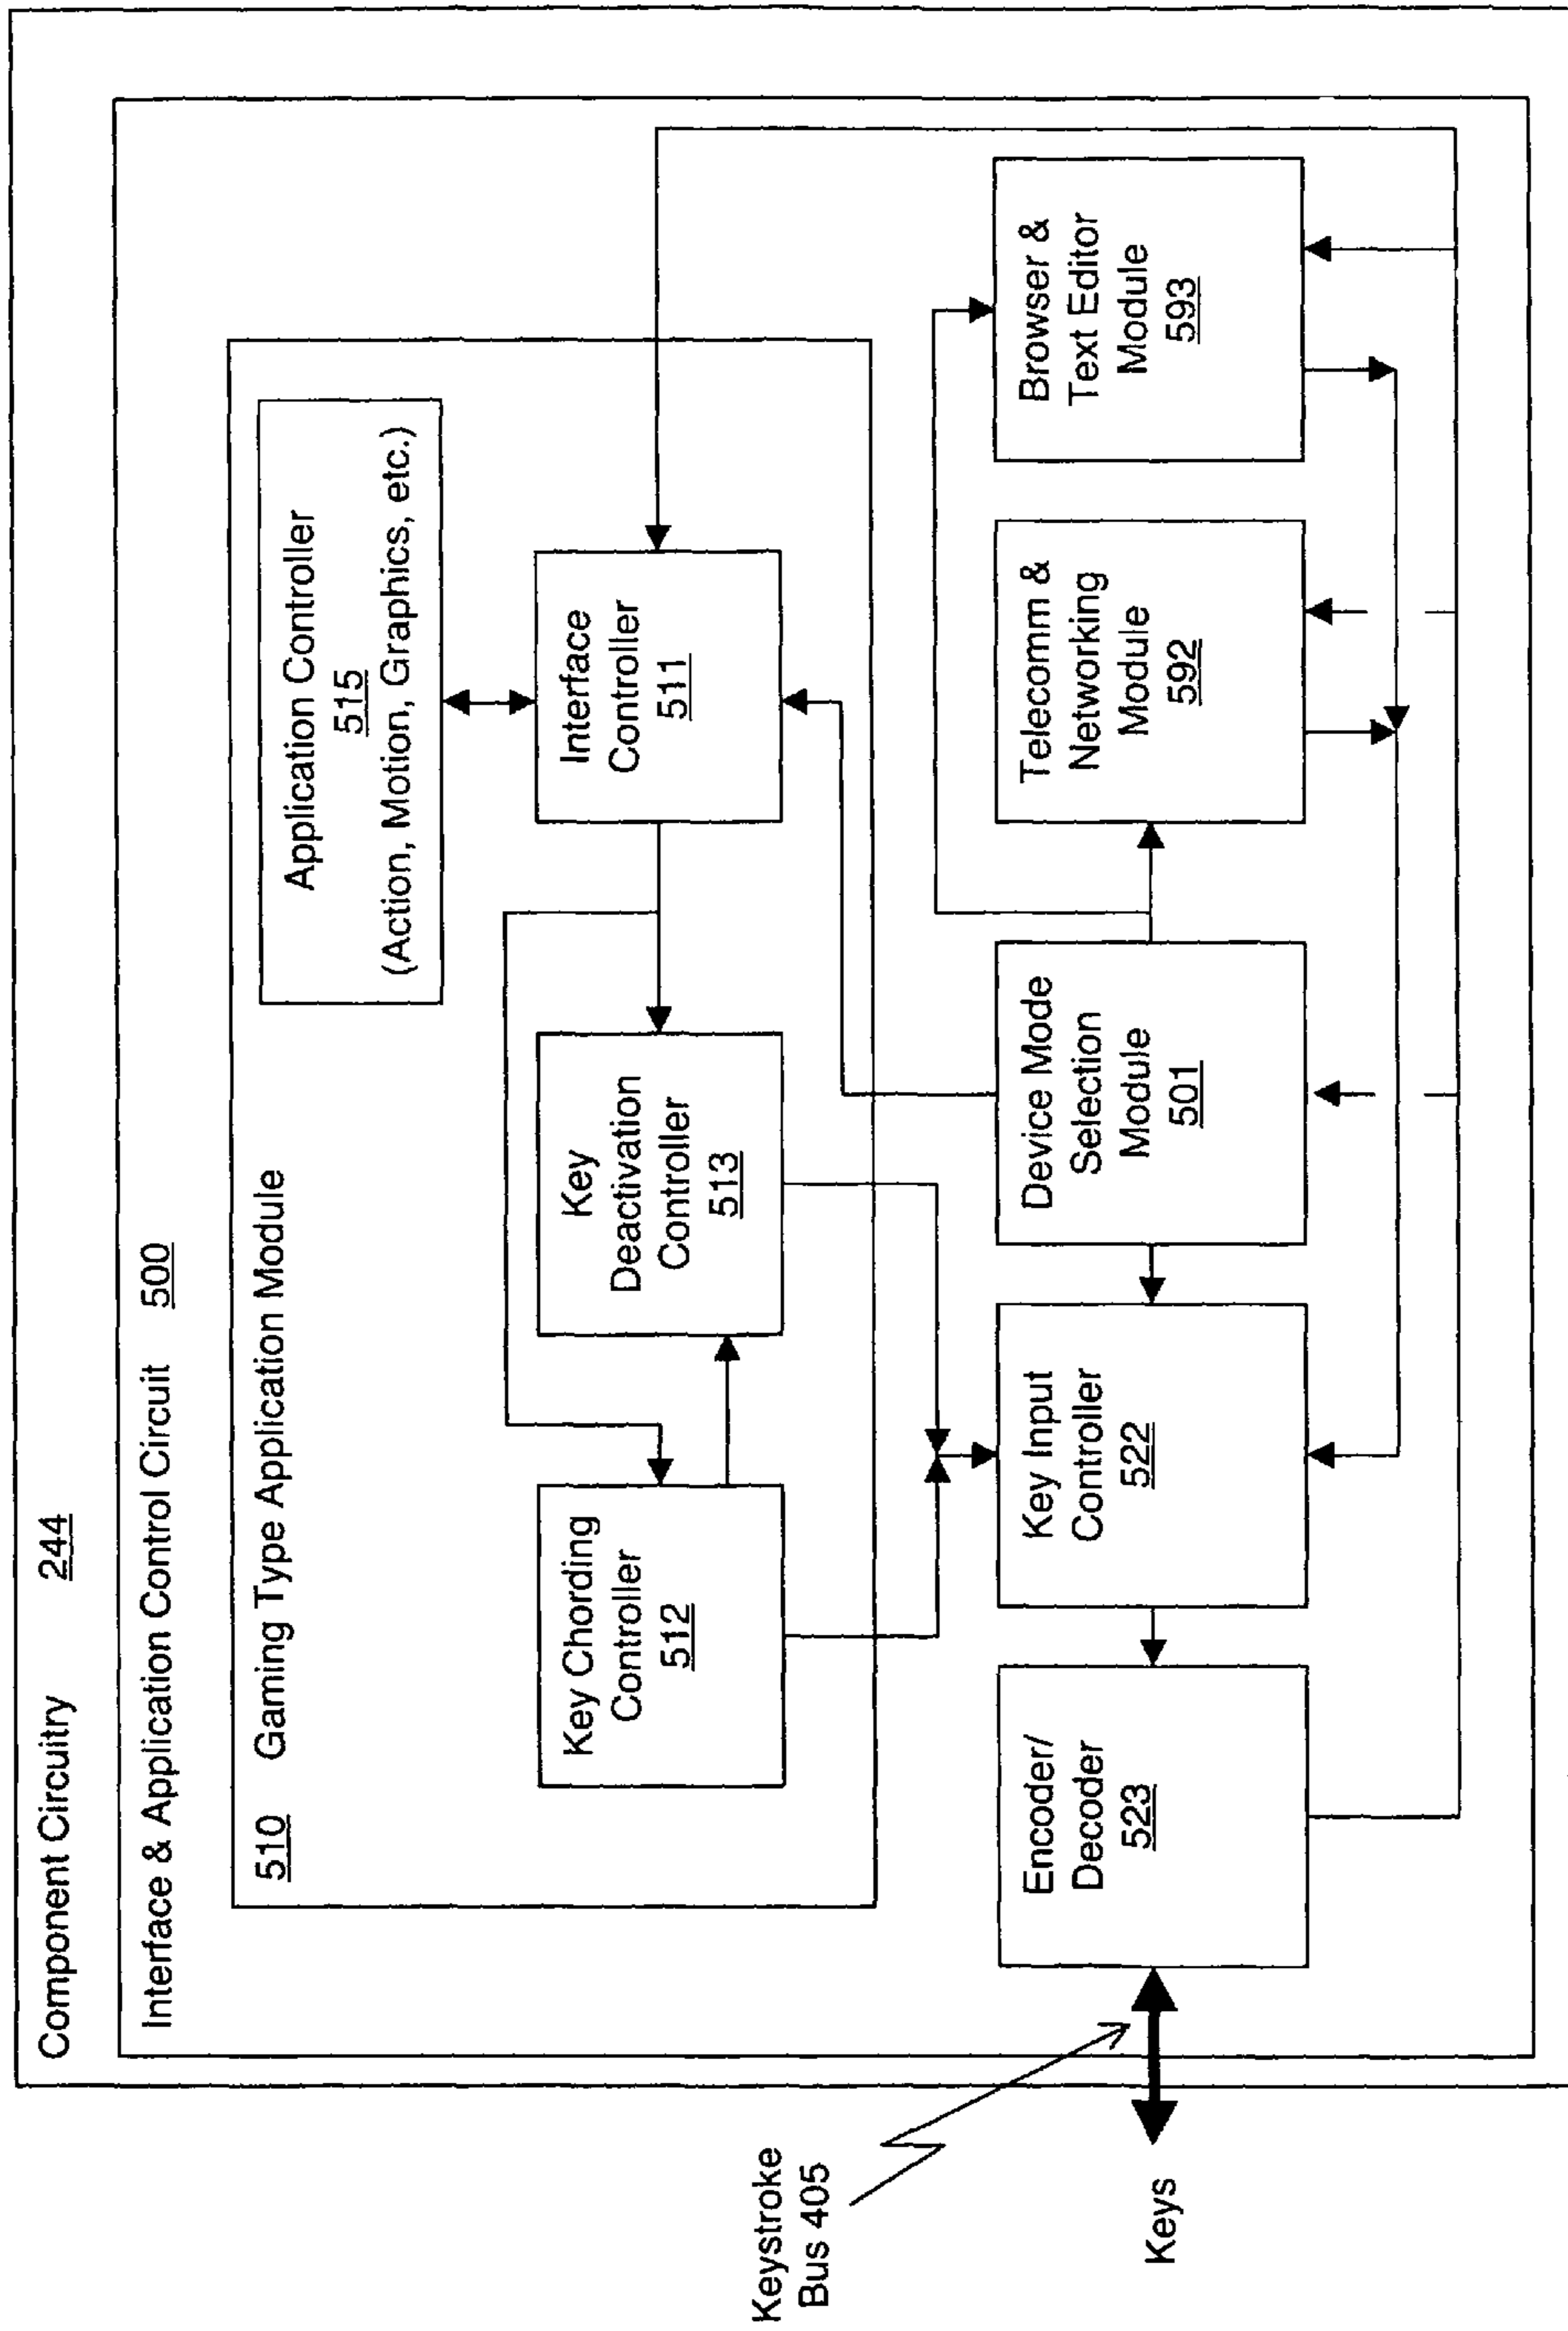 Component Circuitry 244
Interface & Application Control Circuit 500
510 Gaming Type Application Module
Application Controller
515
(Action, Motion, Graphics, etc.)
Key Chording
Controller
512
Key
Deactivation
Controller
513
Interface
Controller
511
Encoder/
Decoder
523
Key Input
Controller
522
Device Mode
Selection
Module
501
Telecomm &
Networking
Module
592
Browser &
Text Editor
Module
593
Keystroke
Bus 405
Keys